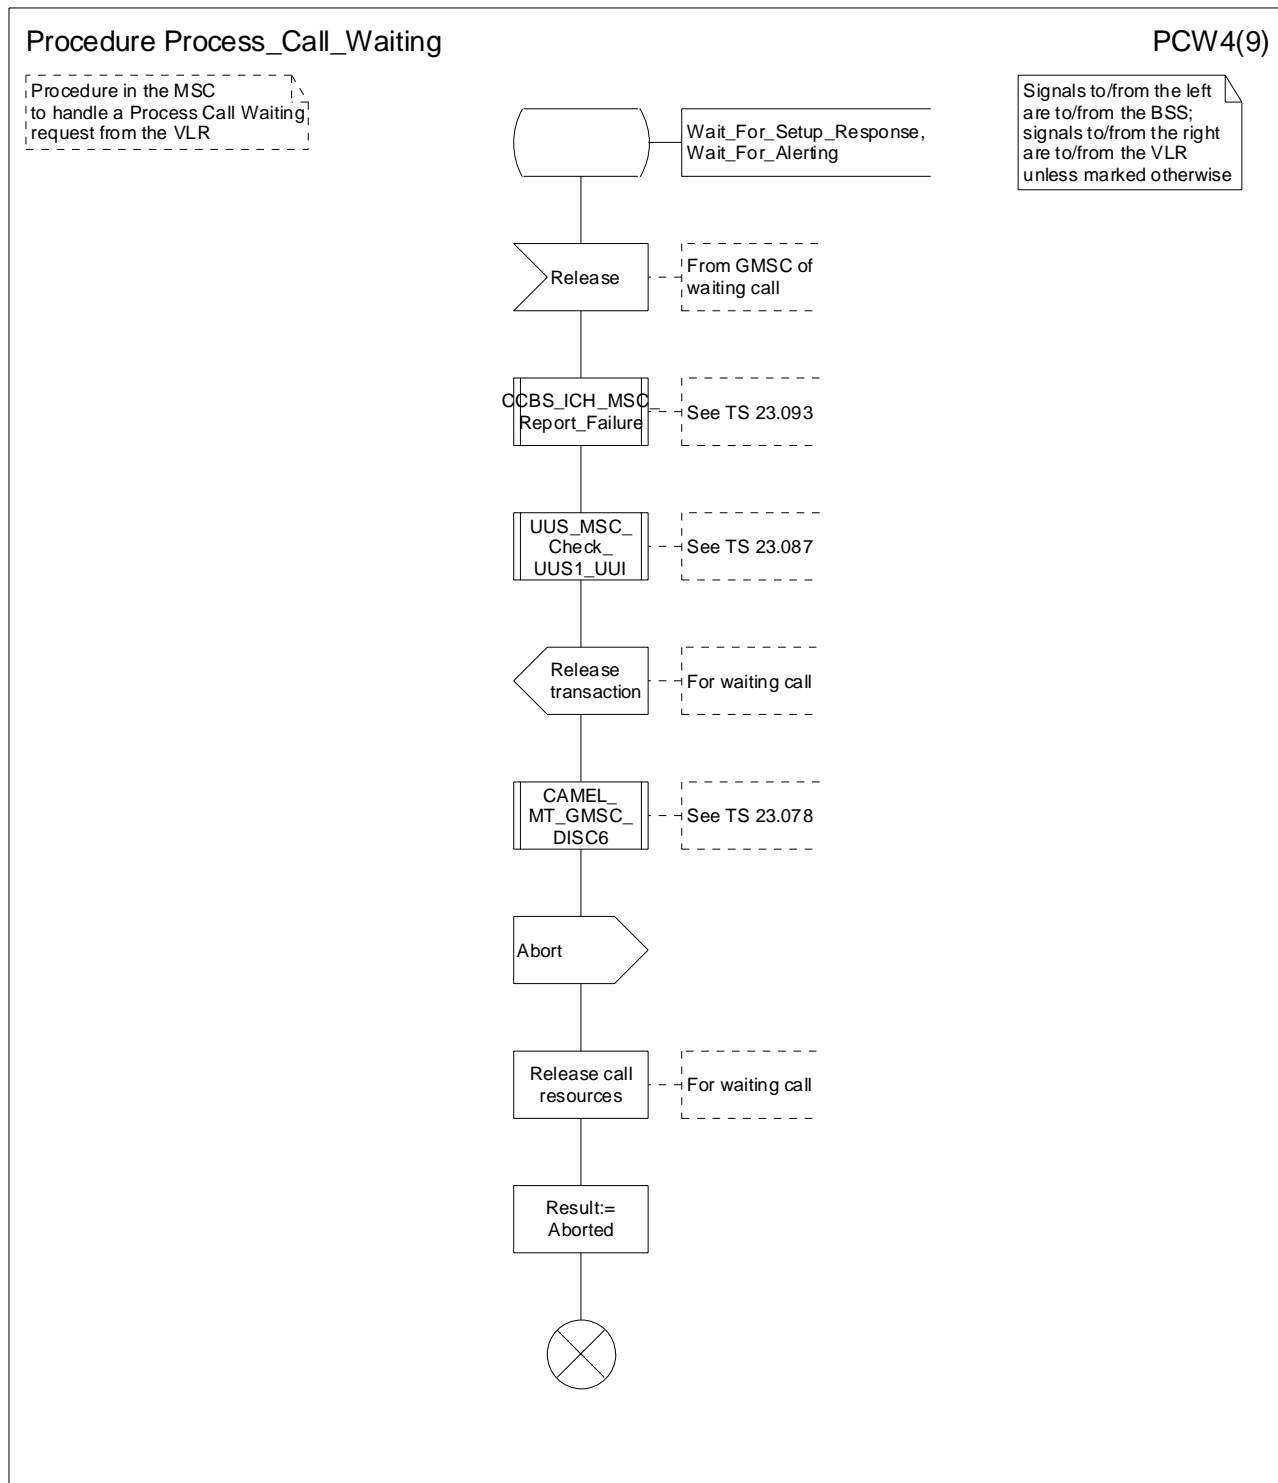 Procedure Process_Call_Waiting
PCW4(9)
Procedure in the MSC
to handle a Process Call Waiting
request from the VLR
Signals to/from the left
are to/from the BSS;
signals to/from the right
are to/from the VLR
unless marked otherwise
Wait_For_Setup_Response,
Wait_For_Alerting
Release
From GMSC of
waiting call
CCBS_ICH_MSC_
Report_Failure
See TS 23.093
UUS_MSC_
Check_
UUS1_UUI
See TS 23.087
Release
transaction
For waiting call
CAMEL_
MT_GMSC_
DISC6
See TS 23.078
Abort
Release call
resources
For waiting call
Result:=
Aborted